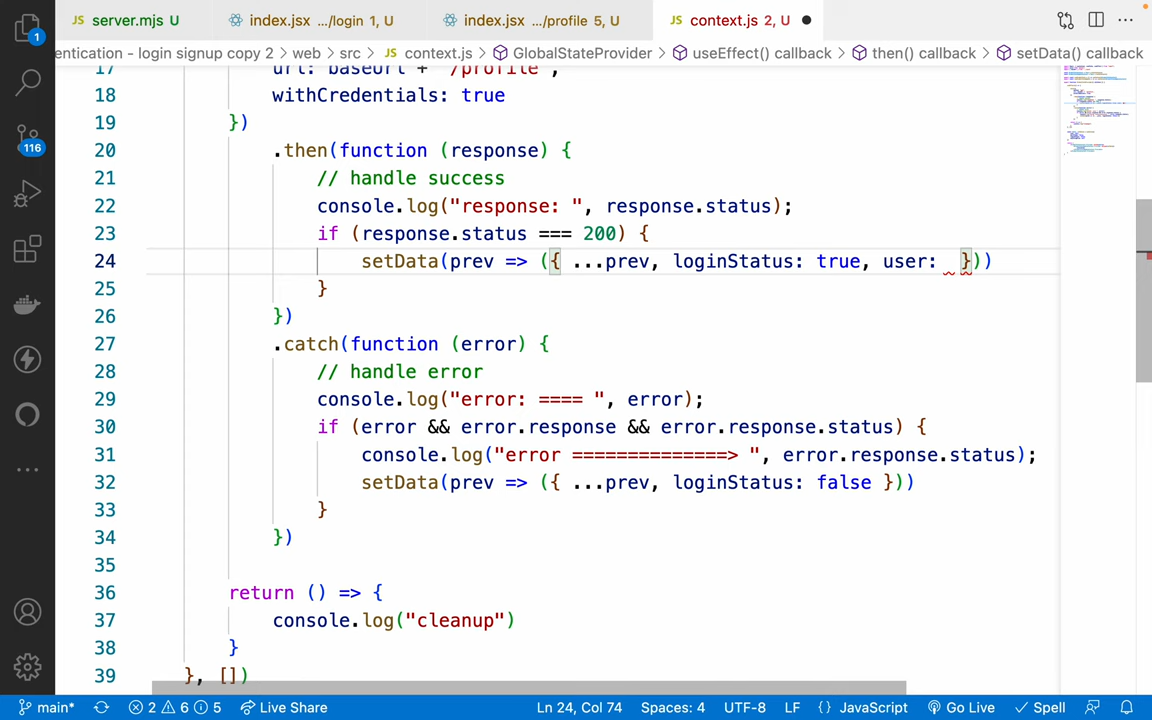 server.mjs U
index.jsx .../login 1, U
index.jsx .../profile 5, U
context.js 2, U
entication - login signup copy 2 > web > src > context.js > GlobalStateProvider > useEffect() callback > then() callback > setData() callback
17 url: baseUrl + "/profile",
18 withCredentials: true
19 })
20 .then(function (response) {
21 // handle success
22 console.log("response: ", response.status);
23 if (response.status === 200) {
24 setData(prev => ({ ...prev, loginStatus: true, user:  }))
25 }
26 })
27 .catch(function (error) {
28 // handle error
29 console.log("error: ==== ", error);
30 if (error && error.response && error.response.status) {
31 console.log("error ==============> ", error.response.status);
32 setData(prev => ({ ...prev, loginStatus: false }))
33 }
34 })
35
36 return () => {
37 console.log("cleanup")
38 }
39 }, [])
1
116
main* 2 6 5 Live Share Ln 24, Col 74 Spaces: 4 UTF-8 LF {} JavaScript Go Live Spell